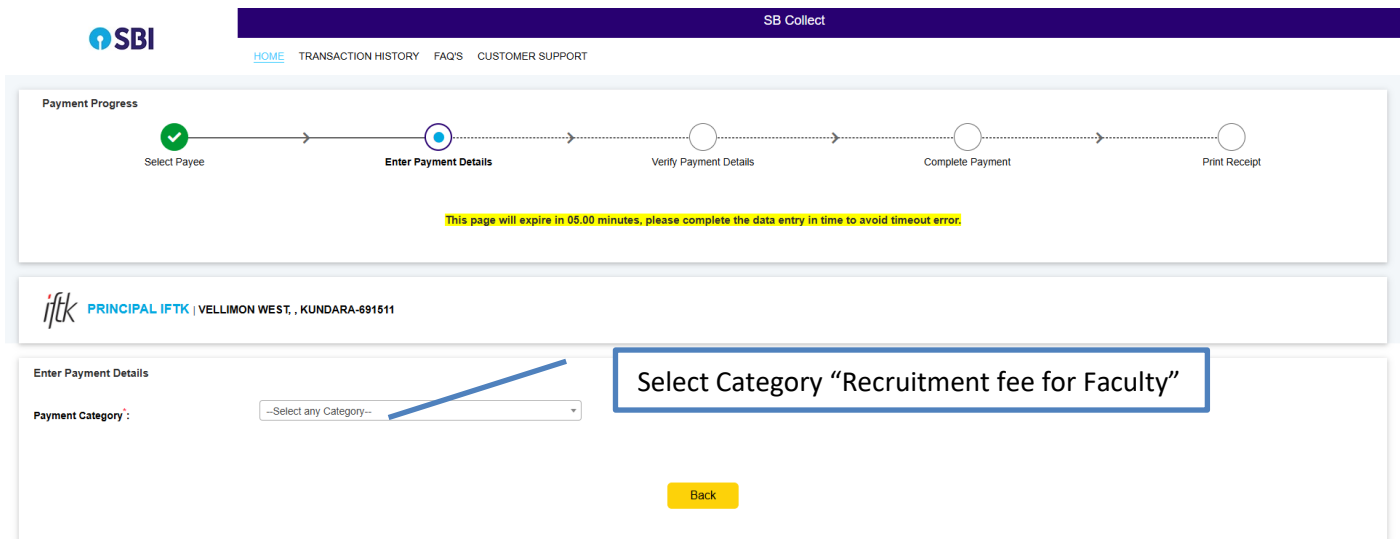 SBI
SB Collect
HOME TRANSACTION HISTORY FAQ'S CUSTOMER SUPPORT
Payment Progress
Select Payee
Enter Payment Details
Verify Payment Details
Complete Payment
Print Receipt
This page will expire in 05.00 minutes, please complete the data entry in time to avoid timeout error.
iftk PRINCIPAL IFTK | VELLIMON WEST, , KUNDARA-691511
Enter Payment Details
Select Category “Recruitment fee for Faculty”
Payment Category*: --Select any Category--
Back